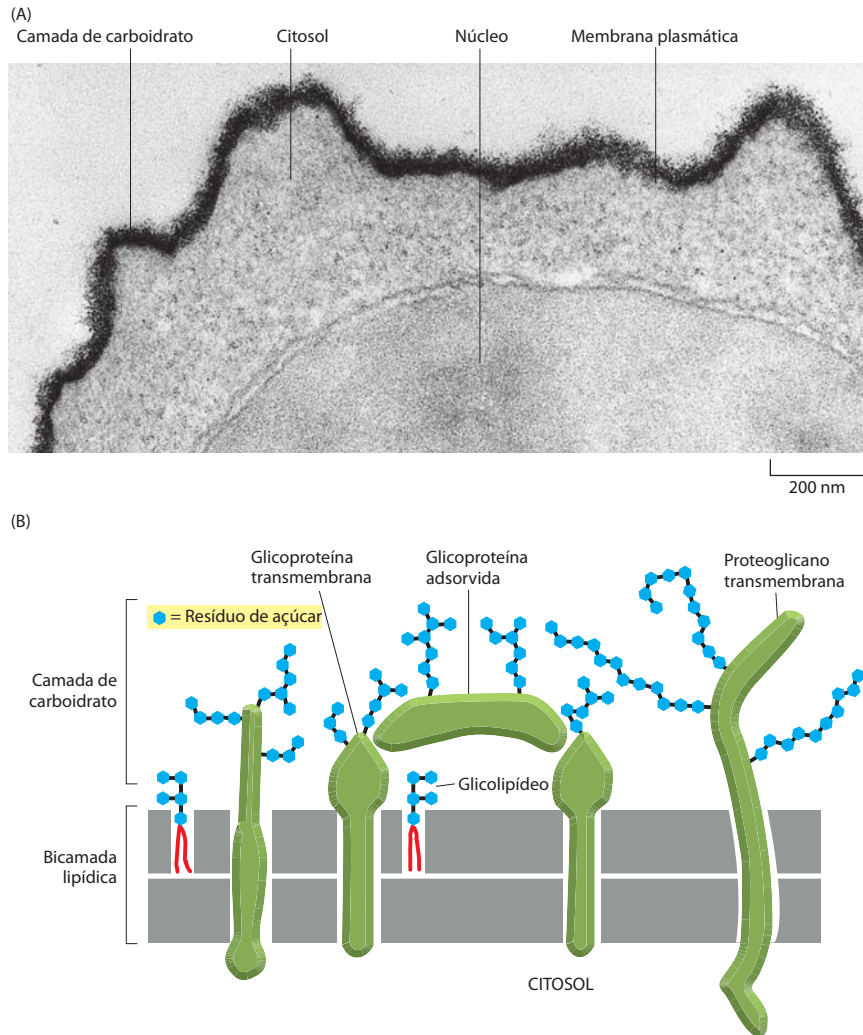 (A)
Camada de carboidrato
Citosol
Núcleo
Membrana plasmática
200 nm
(B)
Glicoproteína
transmembrana
Glicoproteína
adsorvida
Proteoglicano
transmembrana
= Resíduo de açúcar
Camada de
carboidrato
Glicolipídeo
Bicamada
lipídica
CITOSOL